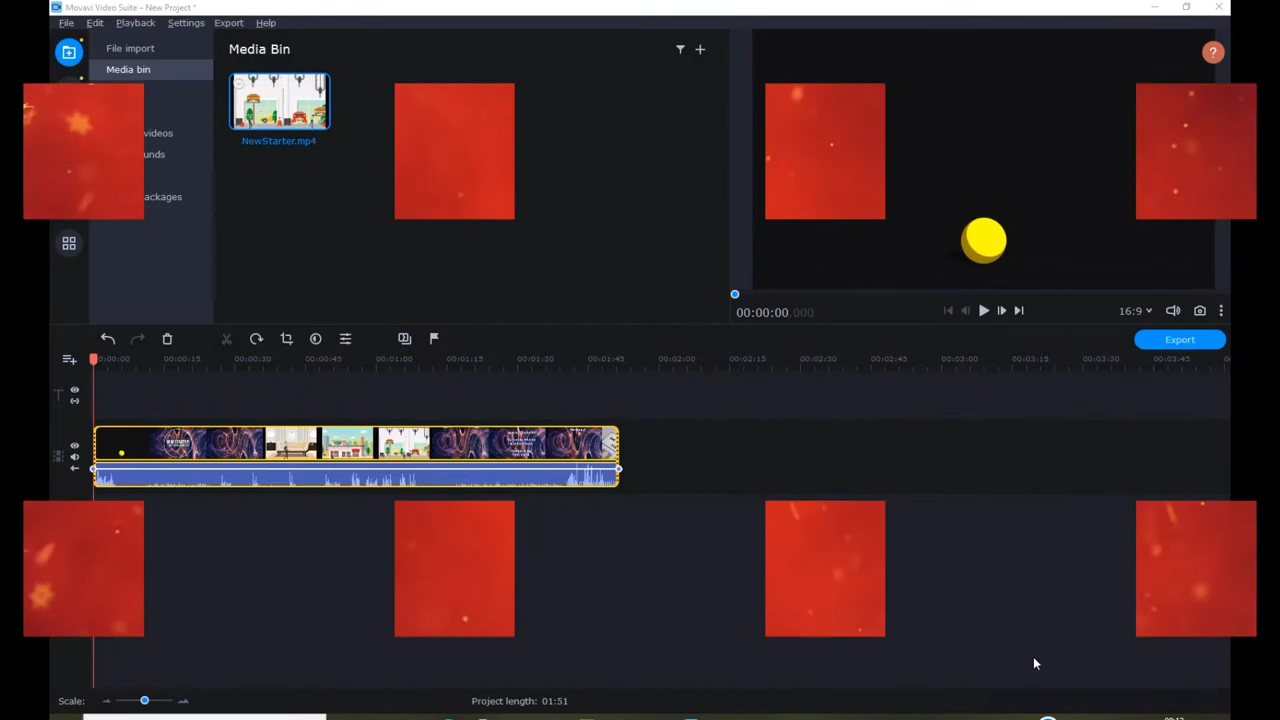 Movavi Video Suite – New Project *
File Edit Playback Settings Export Help
File import
Media bin
videos
unds
ackages
Media Bin
NewStarter.mp4
?
00:00:00.000
16:9
Export
0:00:00 00:00:15 00:00:30 00:00:45 00:01:00 00:01:15 00:01:30 00:01:45 00:02:00 00:02:15 00:02:30 00:02:45 00:03:00 00:03:15 00:03:30 00:03:45 00:
Scale:
Project length: 01:51